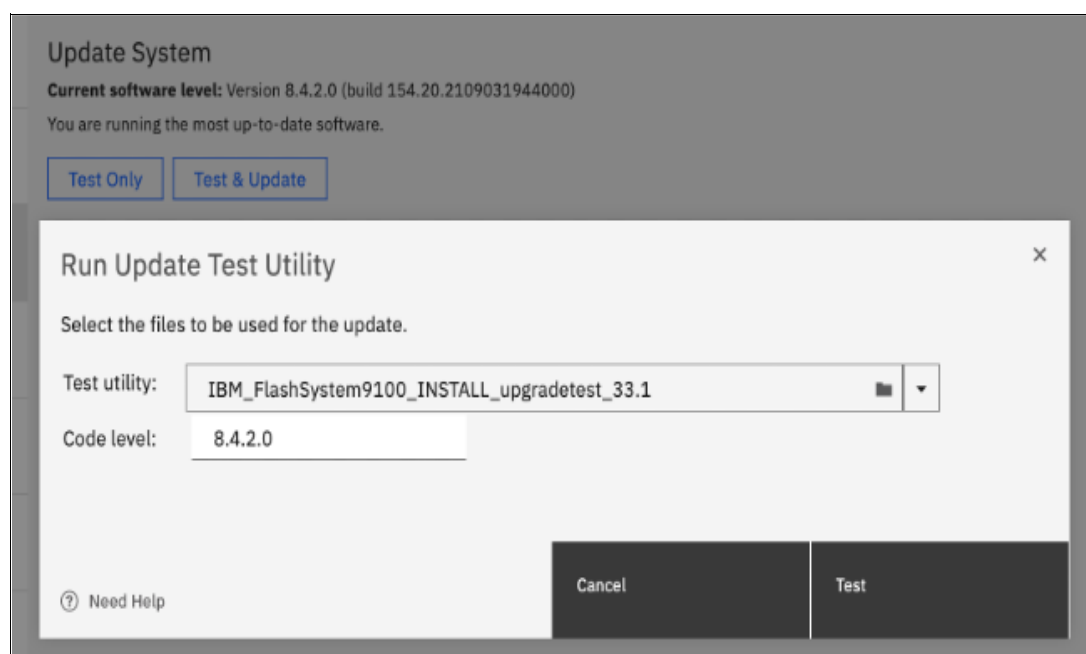 Update System
Current software level: Version 8.4.2.0 (build 154.20.2109031944000)
You are running the most up-to-date software.
Test Only Test & Update
Run Update Test Utility
Select the files to be used for the update.
Test utility: IBM_FlashSystem9100_INSTALL_upgradetest_33.1
Code level: 8.4.2.0
Need Help Cancel Test